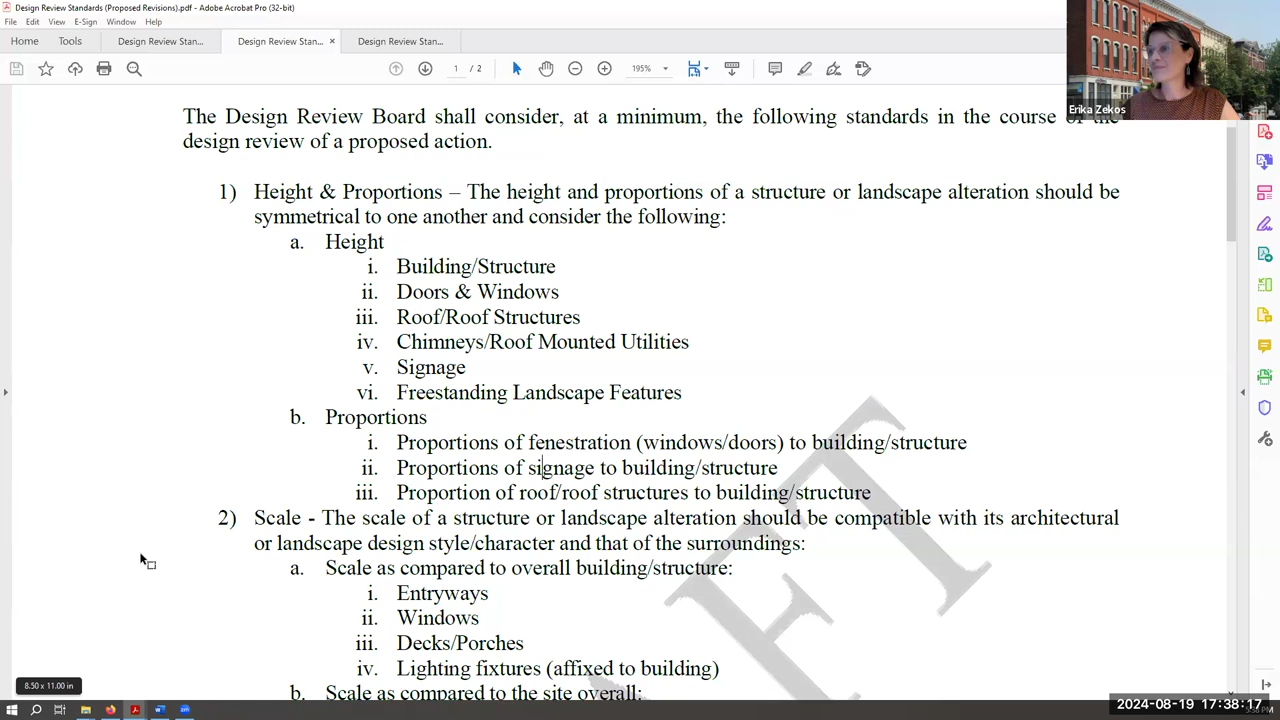 Design Review Standards (Proposed Revisions).pdf - Adobe Acrobat Pro (32-bit)
File Edit View E-Sign Window Help
Home Tools Design Review Stan... Design Review Stan... × Design Review Stan...
1 / 2 195%
Erika Zekos
The Design Review Board shall consider, at a minimum, the following standards in the course of the
design review of a proposed action.
1) Height & Proportions – The height and proportions of a structure or landscape alteration should be
symmetrical to one another and consider the following:
a. Height
i. Building/Structure
ii. Doors & Windows
iii. Roof/Roof Structures
iv. Chimneys/Roof Mounted Utilities
v. Signage
vi. Freestanding Landscape Features
b. Proportions
i. Proportions of fenestration (windows/doors) to building/structure
ii. Proportions of signage to building/structure
iii. Proportion of roof/roof structures to building/structure
2) Scale - The scale of a structure or landscape alteration should be compatible with its architectural
or landscape design style/character and that of the surroundings:
a. Scale as compared to overall building/structure:
i. Entryways
ii. Windows
iii. Decks/Porches
iv. Lighting fixtures (affixed to building)
b. Scale as compared to the site overall:
8.50 x 11.00 in
2024-08-19 17:38:17